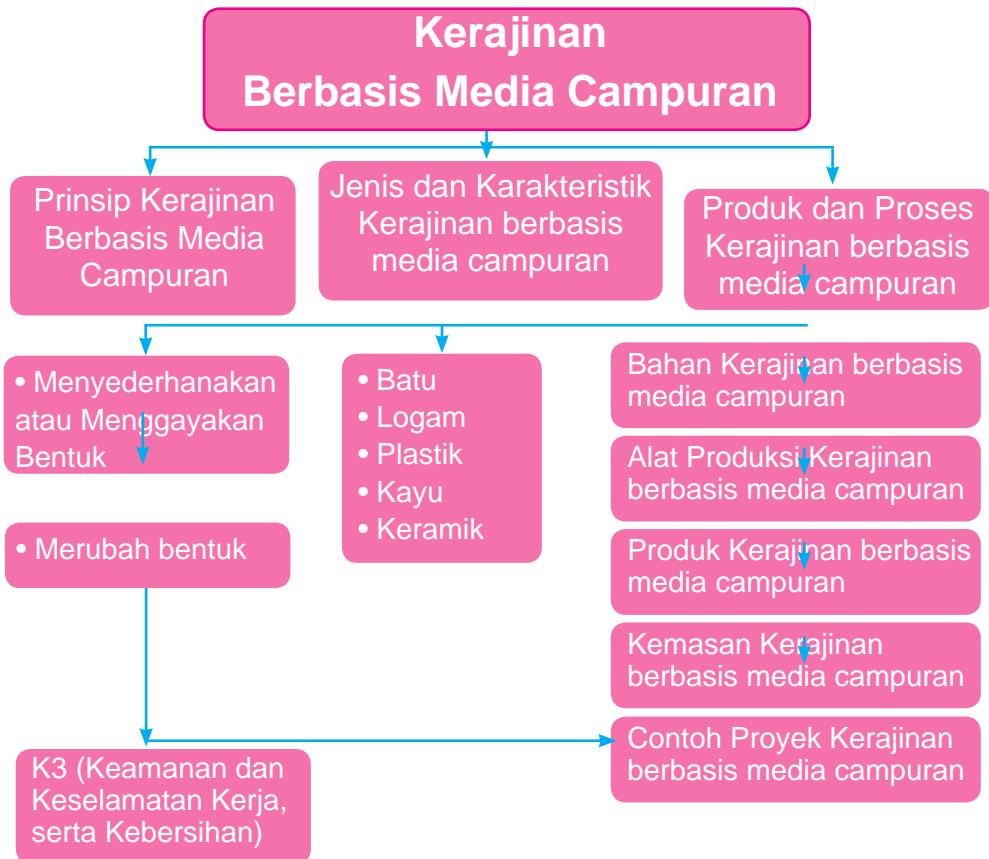 Kerajinan
Berbasis Media Campuran
Prinsip Kerajinan
Berbasis Media
Campuran
Jenis dan Karakteristik
Kerajinan berbasis
media campuran
Produk dan Proses
Kerajinan berbasis
media campuran
• Menyederhanakan
atau Menggayakan
Bentuk
• Merubah bentuk
• Batu
• Logam
• Plastik
• Kayu
• Keramik
Bahan Kerajinan berbasis
media campuran
Alat Produksi Kerajinan
berbasis media campuran
Produk Kerajinan berbasis
media campuran
Kemasan Kerajinan
berbasis media campuran
Contoh Proyek Kerajinan
berbasis media campuran
K3 (Keamanan dan
Keselamatan Kerja,
serta Kebersihan)